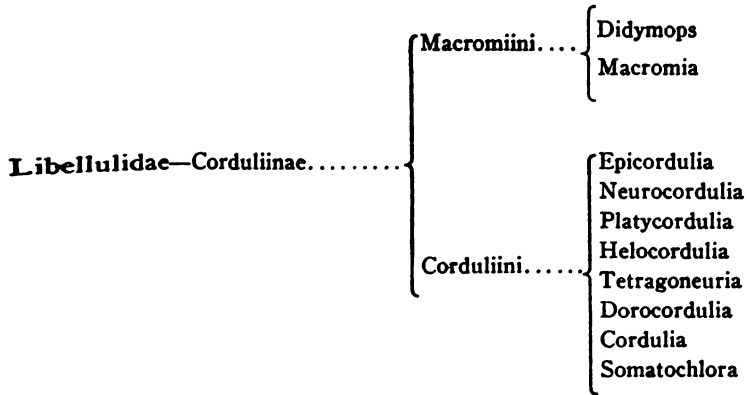 Macromiini....
Didymops
Macromia
Libellulidae—Corduliinae.........
Corduliini......
Epicordulia
Neurocordulia
Platycordulia
Helocordulia
Tetragoneuria
Dorocordulia
Cordulia
Somatochlora